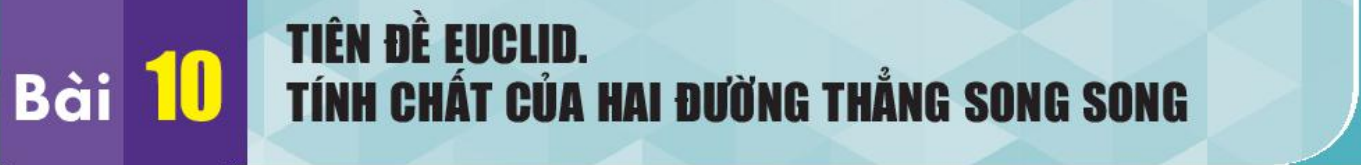 Bài 10
TIÊN ĐỀ EUCLID.
TÍNH CHẤT CỦA HAI ĐƯỜNG THẲNG SONG SONG